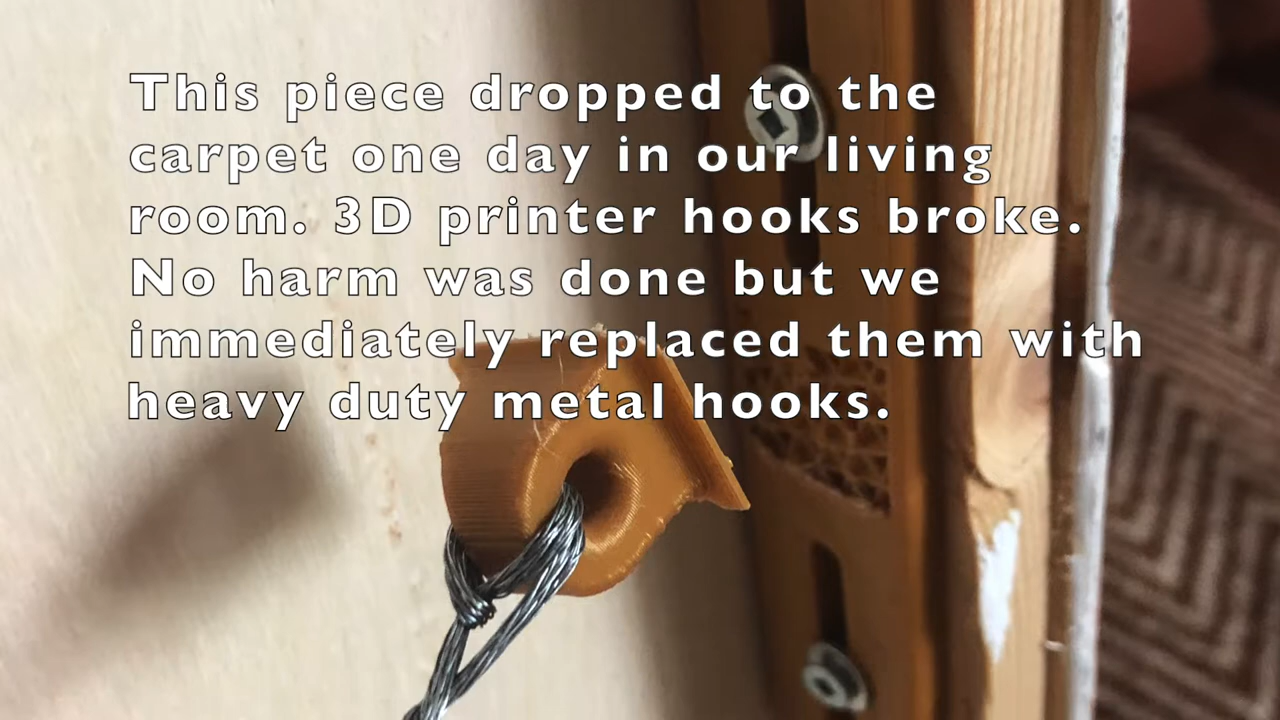 This piece dropped to the
carpet one day in our living
room. 3D printer hooks broke.
No harm was done but we
immediately replaced them with
heavy duty metal hooks.